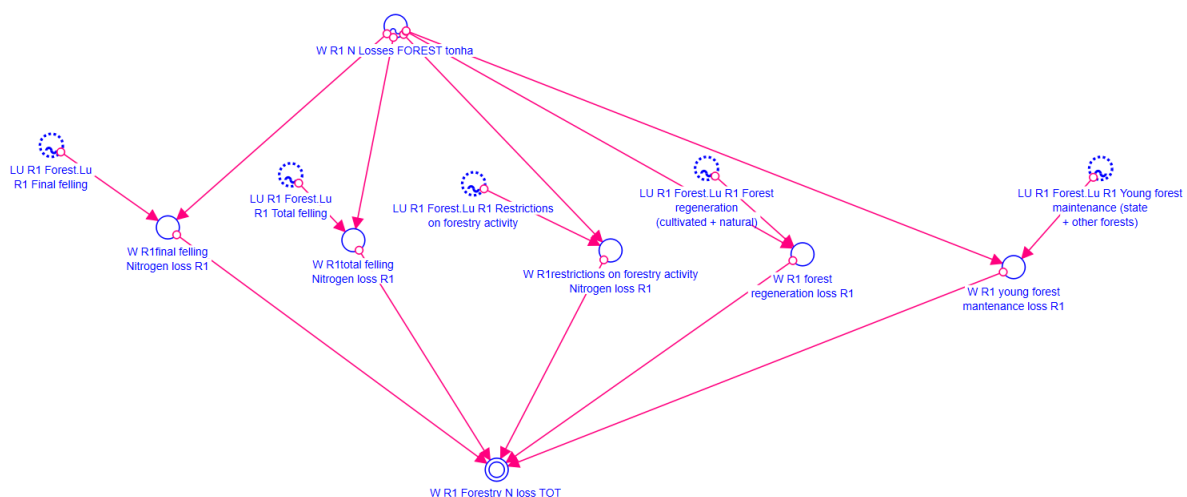 W R1 N Losses FOREST tonha
LU R1 Forest.Lu
R1 Final felling
LU R1 Forest.Lu
R1 Total felling
LU R1 Forest.Lu R1 Restrictions
on forestry activity
LU R1 Forest.Lu R1 Forest
regeneration
(cultivated + natural)
LU R1 Forest.Lu R1 Young forest
maintenance (state
+ other forests)
W R1final felling
Nitrogen loss R1
W R1total felling
Nitrogen loss R1
W R1restrictions on forestry activity
Nitrogen loss R1
W R1 forest
regeneration loss R1
W R1 young forest
mantenance loss R1
W R1 Forestry N loss TOT